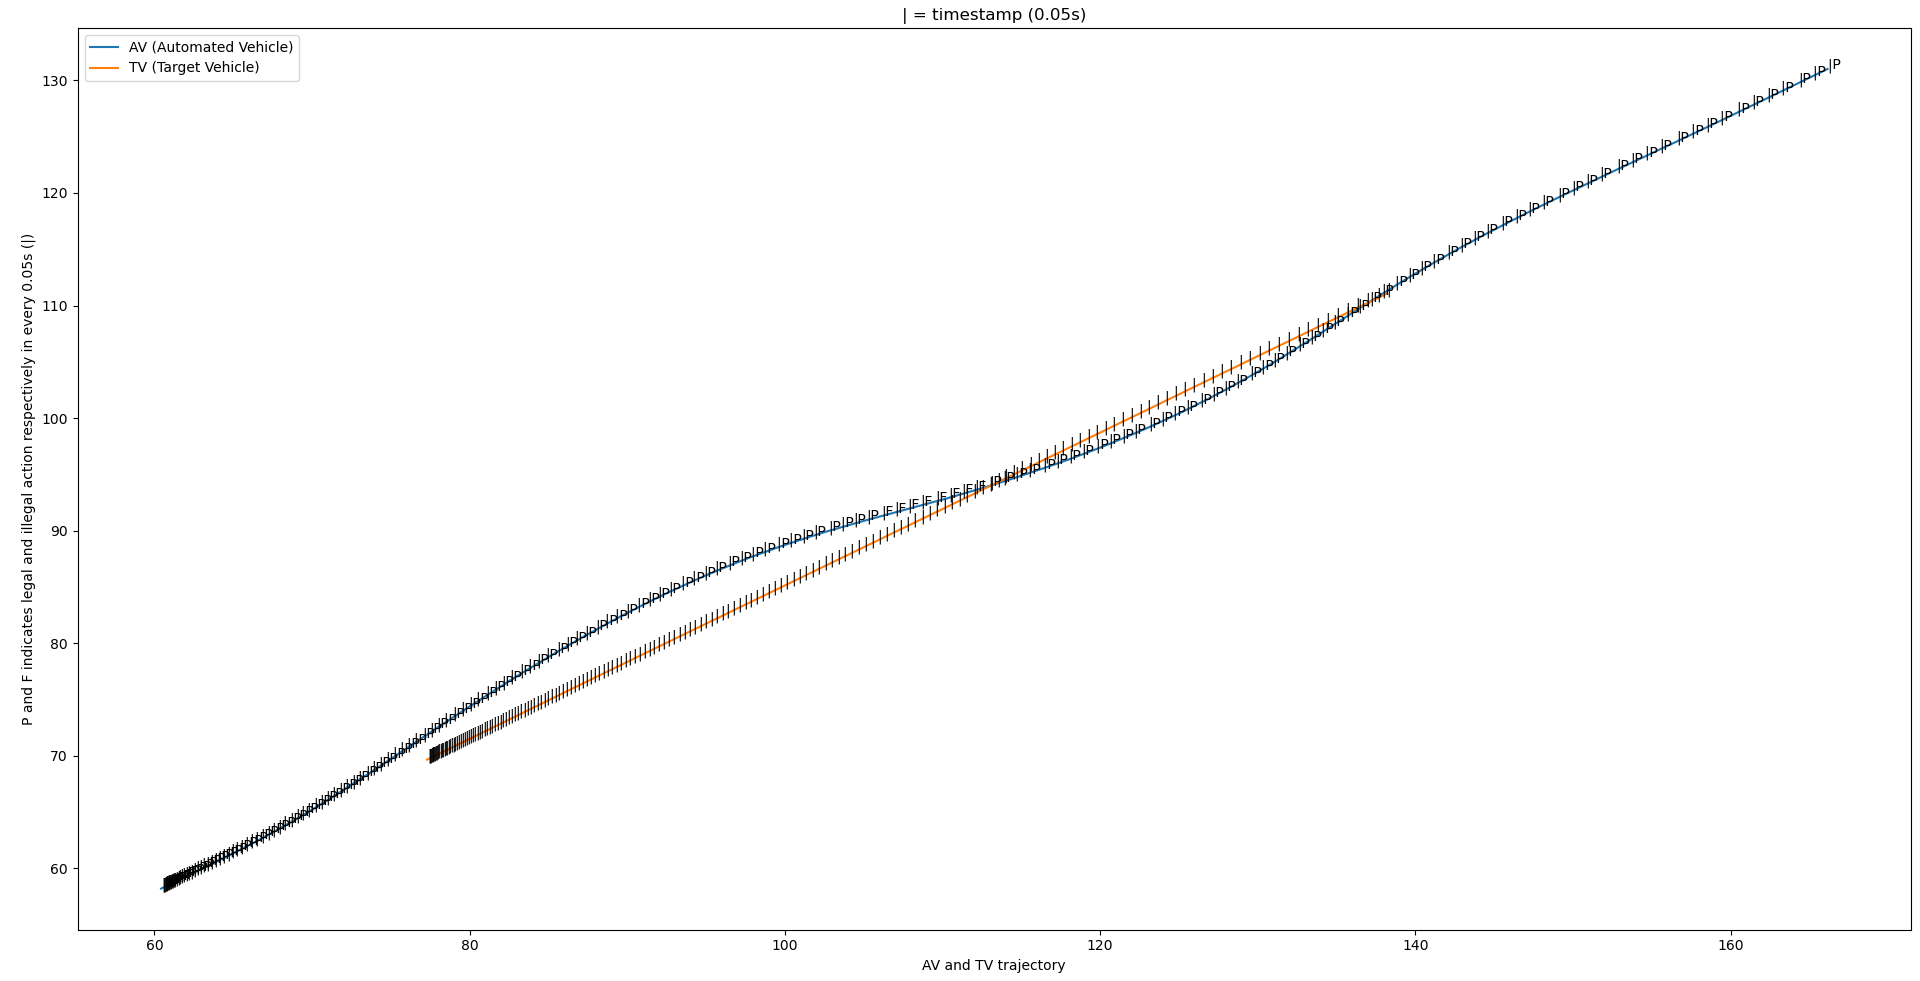 | = timestamp (0.05s)
AV (Automated Vehicle)
TV (Target Vehicle)
P and F indicates legal and illegal action respectively in every 0.05s (|)
130
120
110
100
90
80
70
60
60 80 100 120 140 160
AV and TV trajectory